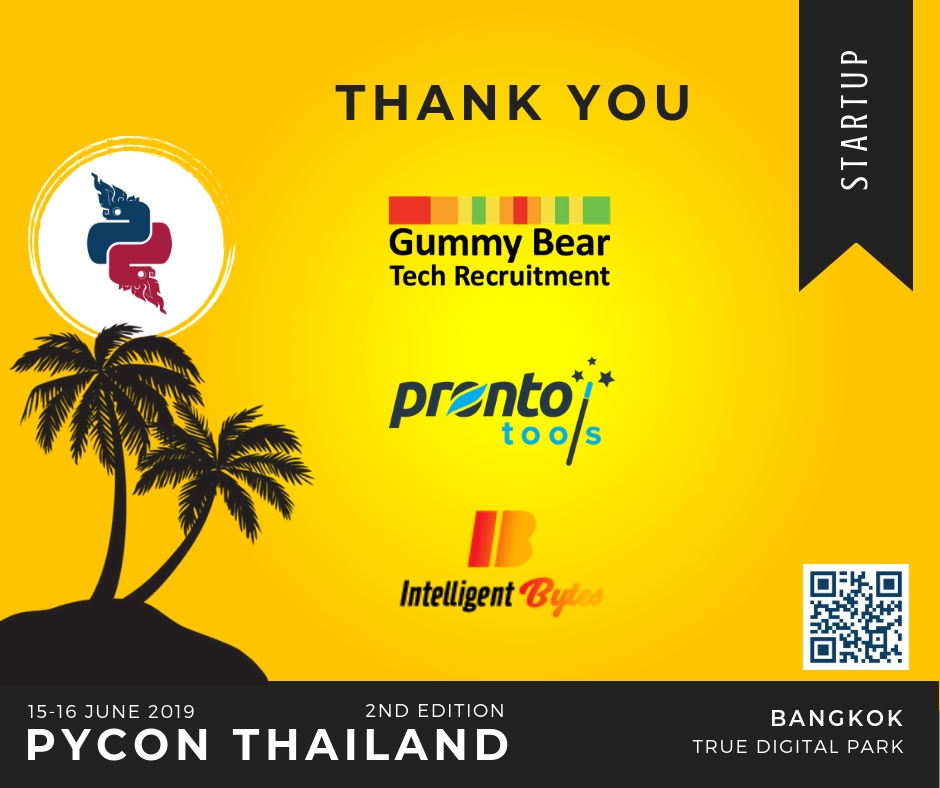 THANK YOU
STARTUP
Gummy Bear
Tech Recruitment
pronto
tools
IB
Intelligent Bytes
15-16 JUNE 2019
2ND EDITION
PYCON THAILAND
BANGKOK
TRUE DIGITAL PARK